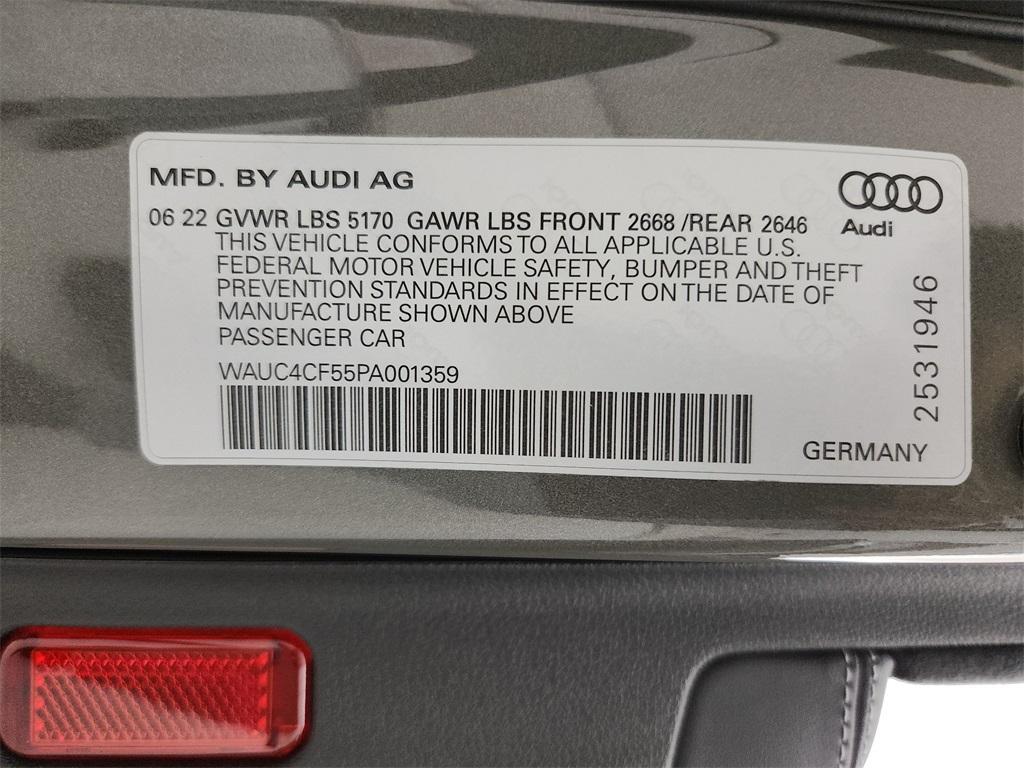 MFD. BY AUDI AG
Audi
06 22 GVWR LBS 5170 GAWR LBS FRONT 2668 /REAR 2646
THIS VEHICLE CONFORMS TO ALL APPLICABLE U.S.
FEDERAL MOTOR VEHICLE SAFETY, BUMPER AND THEFT
PREVENTION STANDARDS IN EFFECT ON THE DATE OF
MANUFACTURE SHOWN ABOVE
PASSENGER CAR
WAUC4CF55PA001359
2531946
GERMANY